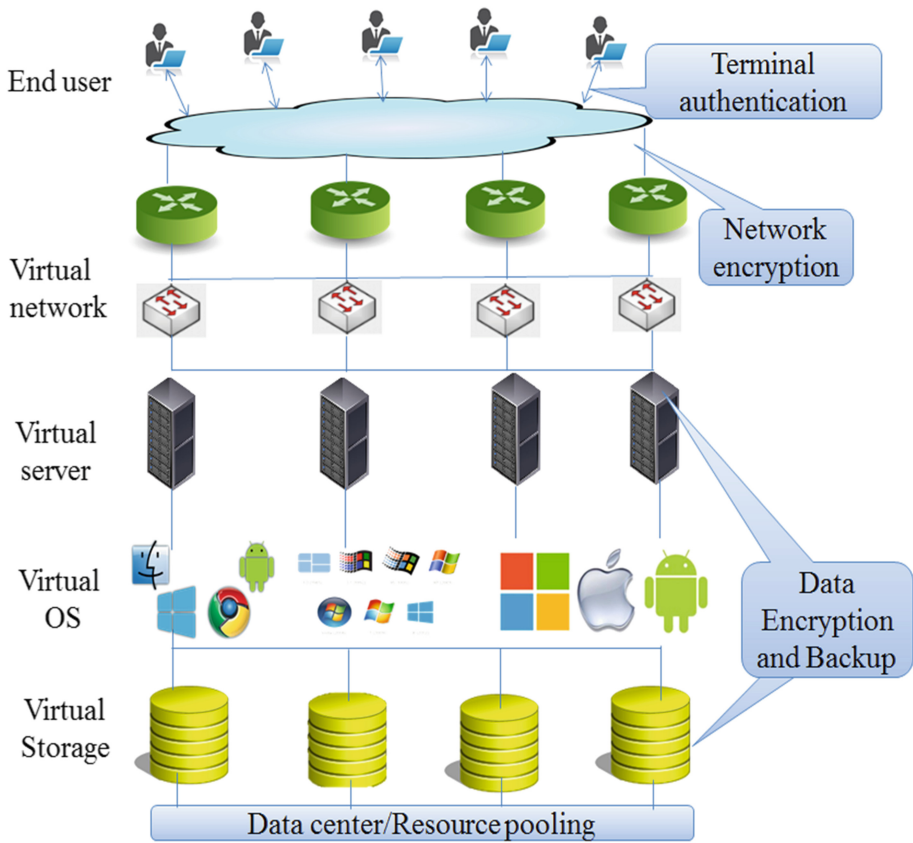 End user
Terminal
authentication
Network
encryption
Virtual
network
Virtual
server
Virtual
OS
Data
Encryption
and Backup
Virtual
Storage
Data center/Resource pooling